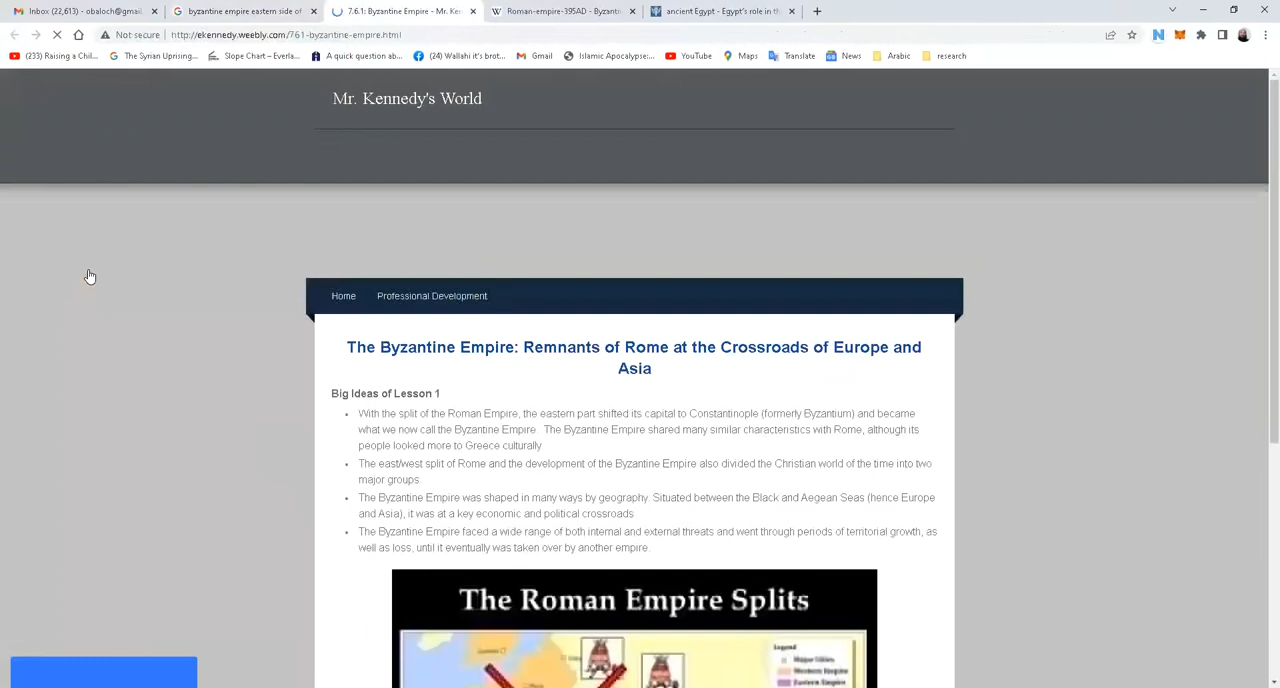 Inbox (22,613) - obaloch@gmail.
byzantine empire eastern side of
7.6.1: Byzantine Empire - Mr. Ke
Roman-empire-395AD - Byzanti
ancient Egypt - Egypt's role in th
Not secure
http://ekennedy.weebly.com/761-byzantine-empire.html
(233) Raising a Chil...
The Syrian Uprising:...
Slope Chart – Everla...
A quick question ab...
(24) Wallahi it's brot...
Gmail
Islamic Apocalypse:...
YouTube
Maps
Translate
News
Arabic
research
Mr. Kennedy's World
Home
Professional Development
The Byzantine Empire: Remnants of Rome at the Crossroads of Europe and
Asia
Big Ideas of Lesson 1
With the split of the Roman Empire, the eastern part shifted its capital to Constantinople (formerly Byzantium) and became
what we now call the Byzantine Empire. The Byzantine Empire shared many similar characteristics with Rome, although its
people looked more to Greece culturally
The east/west split of Rome and the development of the Byzantine Empire also divided the Christian world of the time into two
major groups.
The Byzantine Empire was shaped in many ways by geography. Situated between the Black and Aegean Seas (hence Europe
and Asia), it was at a key economic and political crossroads
The Byzantine Empire faced a wide range of both internal and external threats and went through periods of territorial growth, as
well as loss, until it eventually was taken over by another empire.
The Roman Empire Splits
Legend
Major Cities
Western Empire
Eastern Empire